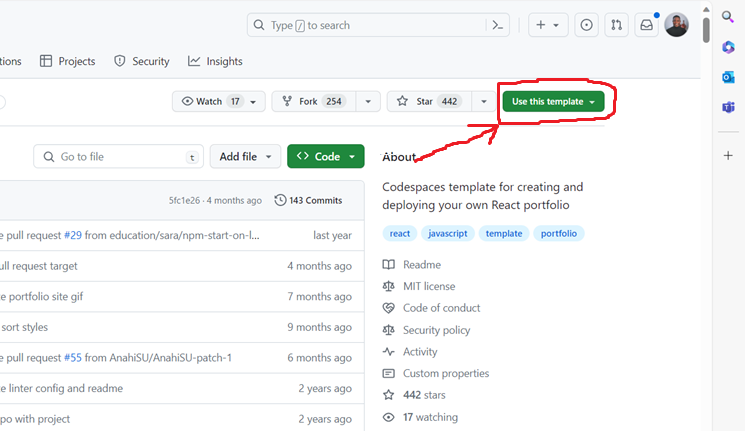 Type / to search
tions Projects Security Insights
Watch 17 Fork 254 Star 442 Use this template
Go to file t Add file <> Code About
Codespaces template for creating and
deploying your own React portfolio
5fc1e26 · 4 months ago 143 Commits
react javascript template portfolio
e pull request #29 from education/sara/npm-start-on-l... last year
ull request target 4 months ago
e portfolio site gif 7 months ago
sort styles 9 months ago
e pull request #55 from AnahiSU/AnahiSU-patch-1 6 months ago
te linter config and readme 2 years ago
po with project 2 years ago
Readme
MIT license
Code of conduct
Security policy
Activity
Custom properties
442 stars
17 watching